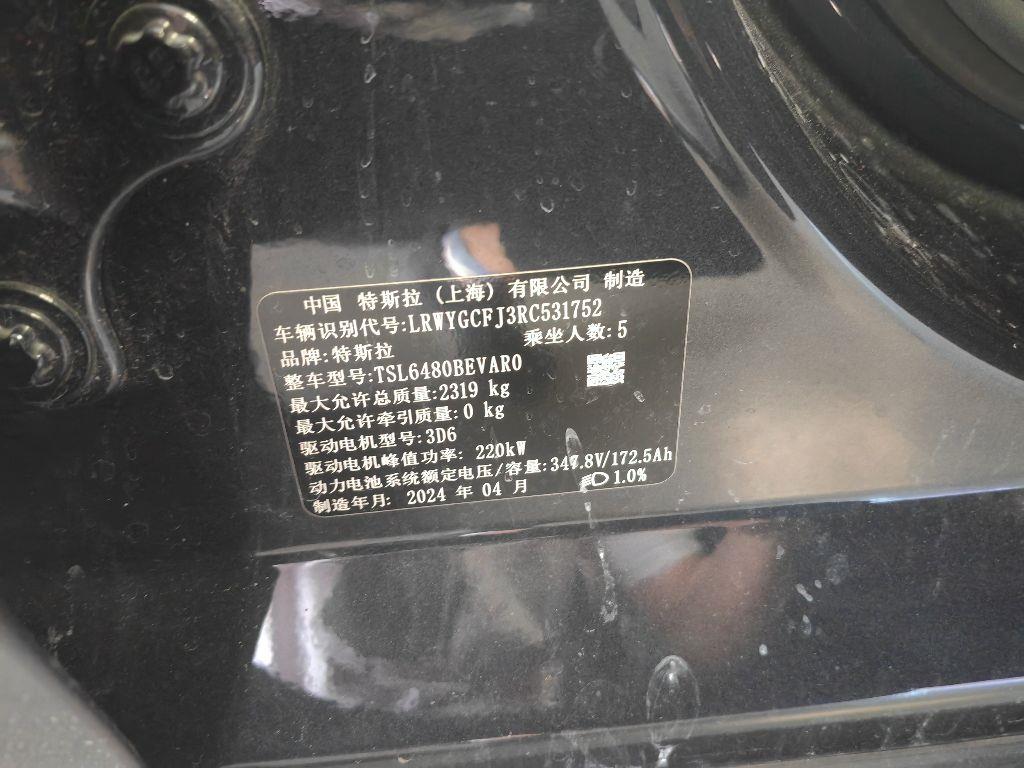 中国 特斯拉 (上海) 有限公司 制造
车辆识别代号:LRWYGCFJ3RC531752
品牌:特斯拉 乘坐人数:5
整车型号:TSL6480BEVAR0
最大允许总质量:2319 kg
最大允许牵引质量:0 kg
驱动电机型号:3D6
驱动电机峰值功率: 220kW
动力电池系统额定电压/容量:347.8V/172.5Ah
制造年月: 2024 年 04 月 1.0%